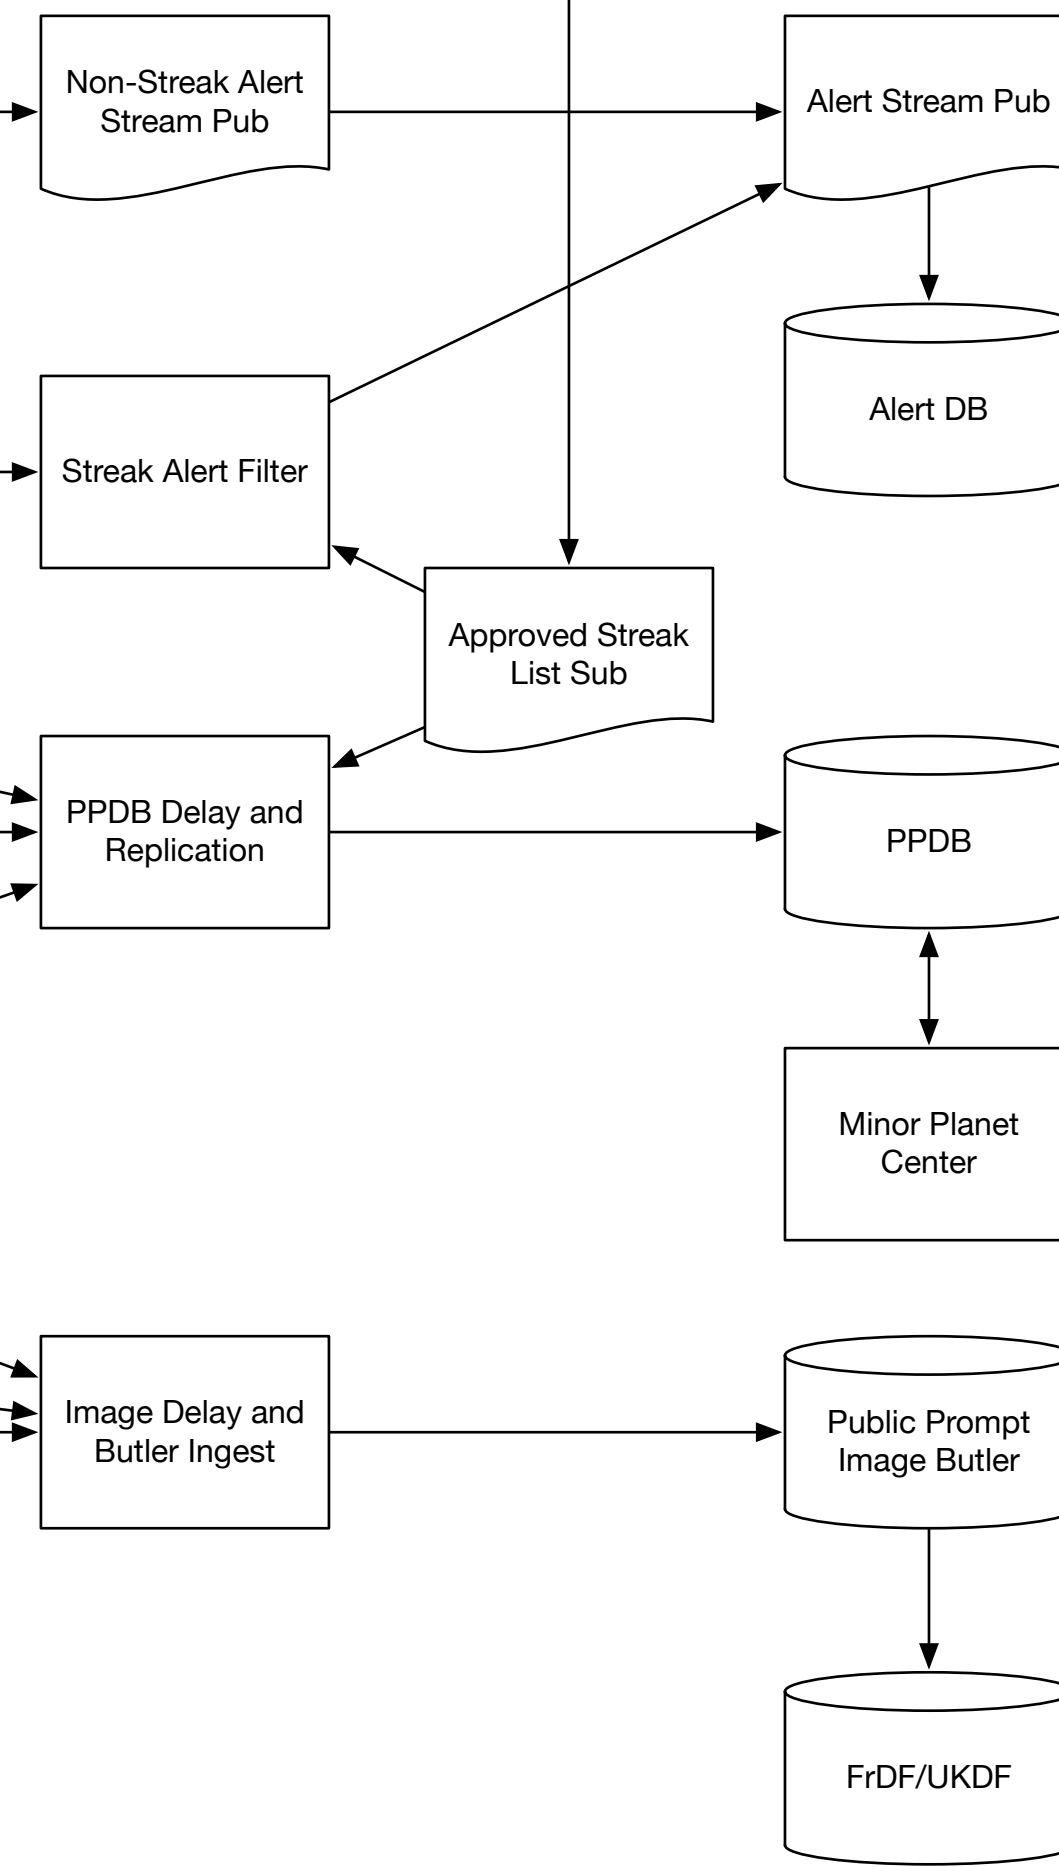 Non-Streak Alert
Stream Pub
Alert Stream Pub
Alert DB
Streak Alert Filter
Approved Streak
List Sub
PPDB Delay and
Replication
PPDB
Minor Planet
Center
Image Delay and
Butler Ingest
Public Prompt
Image Butler
FrDF/UKDF